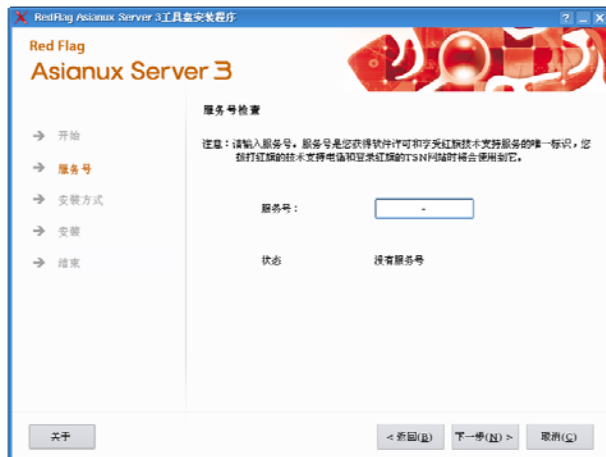 RedFlag Asianux Server 3工具盘安装程序
Red Flag
Asianux Server 3
服务号检查
注意：请输入服务号。服务号是您获得软件许可和享受红旗技术支持服务的唯一标识，您
拨打红旗的技术支持电话和登录红旗的TSN网站时将会使用到它。
开始
服务号
安装方式
安装
结束
服务号：
-
状态
没有服务号
关于
< 返回(B)
下一步(N) >
取消(C)